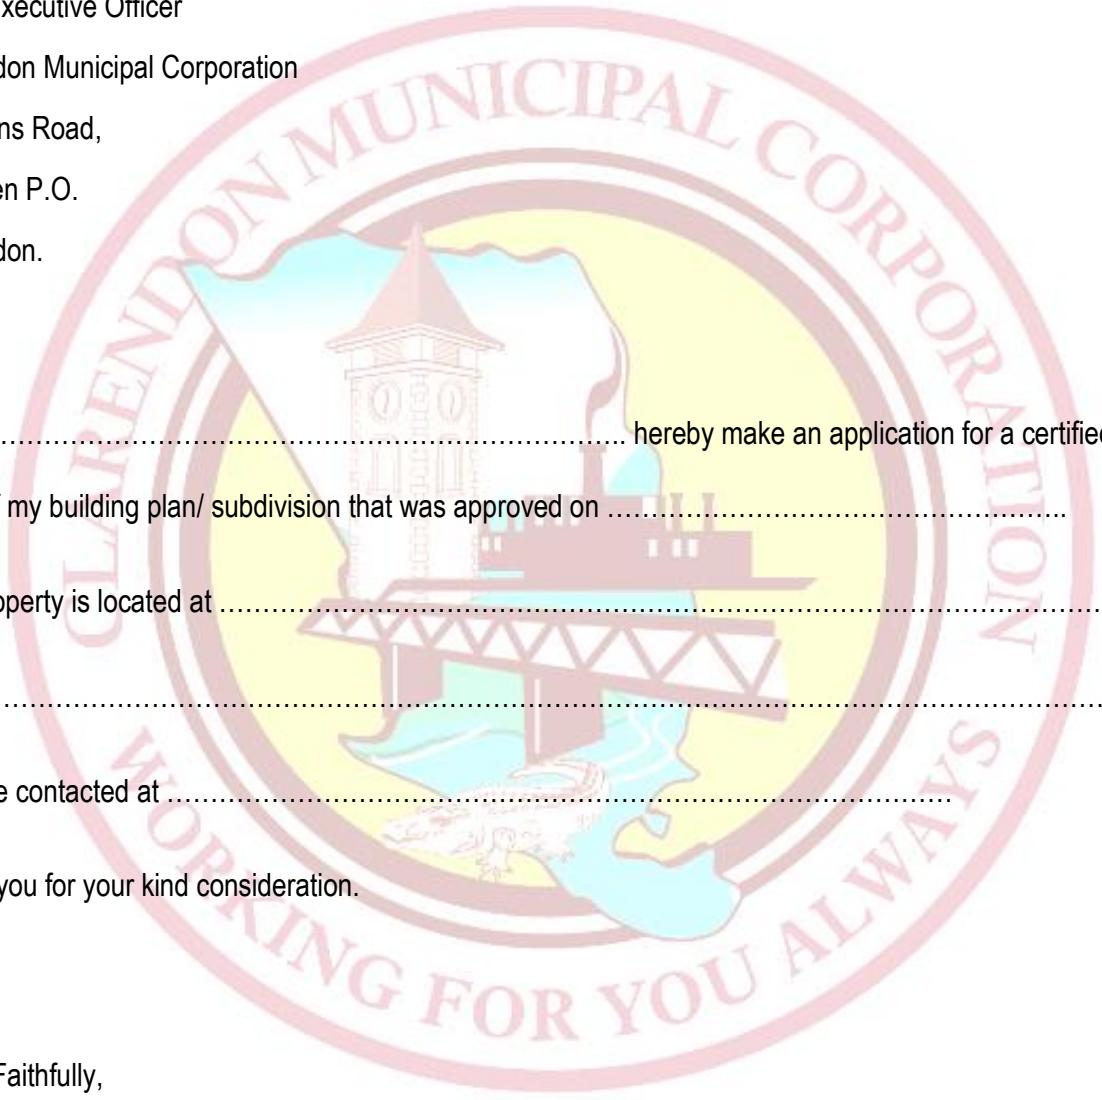 xecutive Officer
don Municipal Corporation
ns Road,
en P.O.
don.
…………………………………………………………………. hereby make an application for a certified
my building plan/ subdivision that was approved on …………………………………………….
operty is located at …………………………………………………………………………………
……………………………………………………………………………………………………………
e contacted at ………………………………………………………………………………
you for your kind consideration.
Faithfully,
CLARENDON MUNICIPAL CORPORATION
WORKING FOR YOU ALWAYS